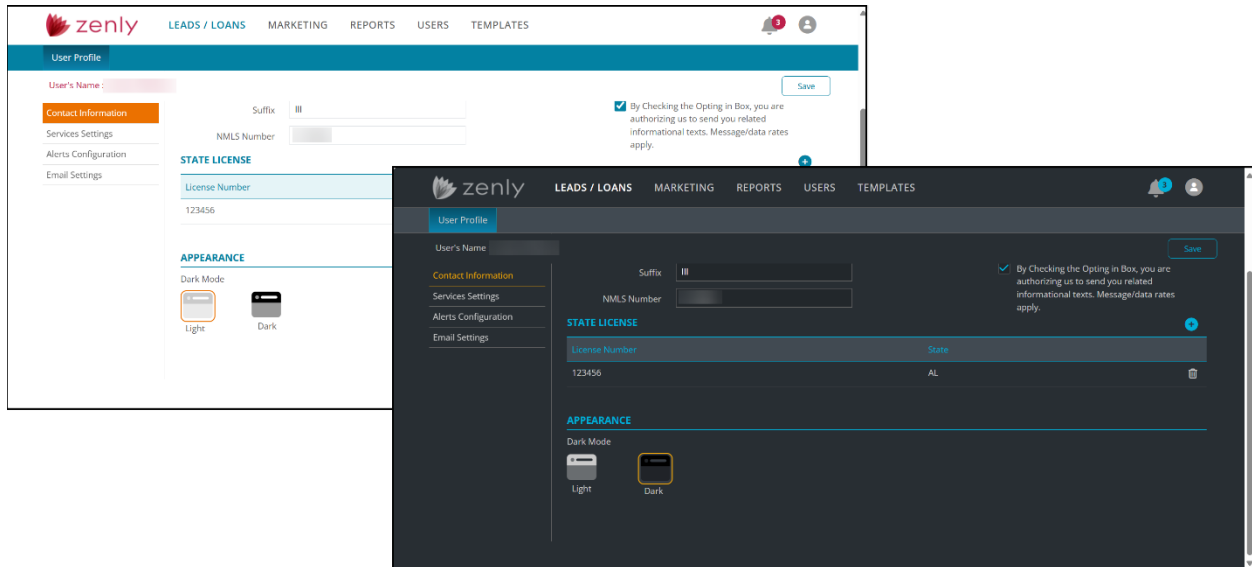 zenly LEADS / LOANS MARKETING REPORTS USERS TEMPLATES 3
User Profile
User's Name :
Save
Contact Information
Services Settings
Alerts Configuration
Email Settings
Suffix III
NMLS Number
By Checking the Opting in Box, you are
authorizing us to send you related
informational texts. Message/data rates
apply.
STATE LICENSE
License Number
123456
APPEARANCE
Dark Mode
Light Dark
zenly LEADS / LOANS MARKETING REPORTS USERS TEMPLATES 3
User Profile
User's Name
Save
Contact Information
Services Settings
Alerts Configuration
Email Settings
Suffix III
NMLS Number
By Checking the Opting in Box, you are
authorizing us to send you related
informational texts. Message/data rates
apply.
STATE LICENSE
License Number State
123456 AL
APPEARANCE
Dark Mode
Light Dark